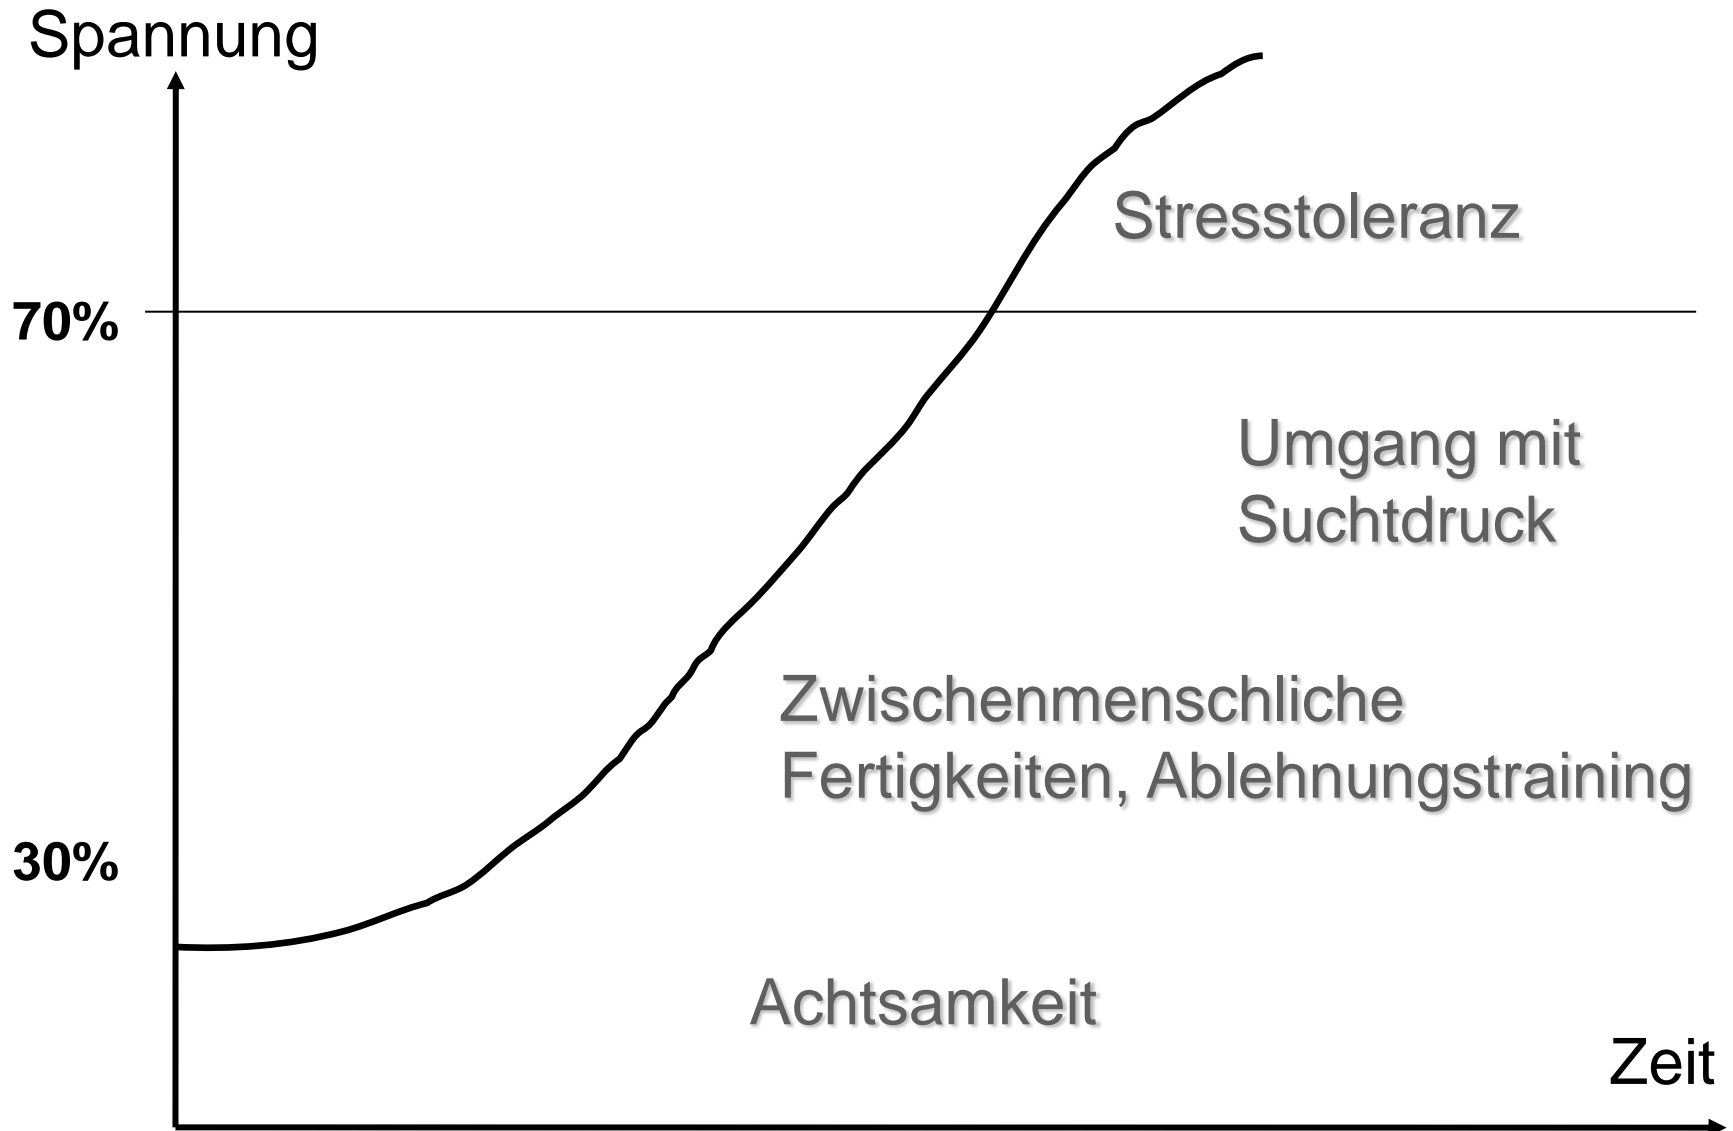 Spannung
Stresstoleranz
70%
Umgang mit
Suchtdruck
Zwischenmenschliche
Fertigkeiten, Ablehnungstraining
30%
Achtsamkeit
Zeit